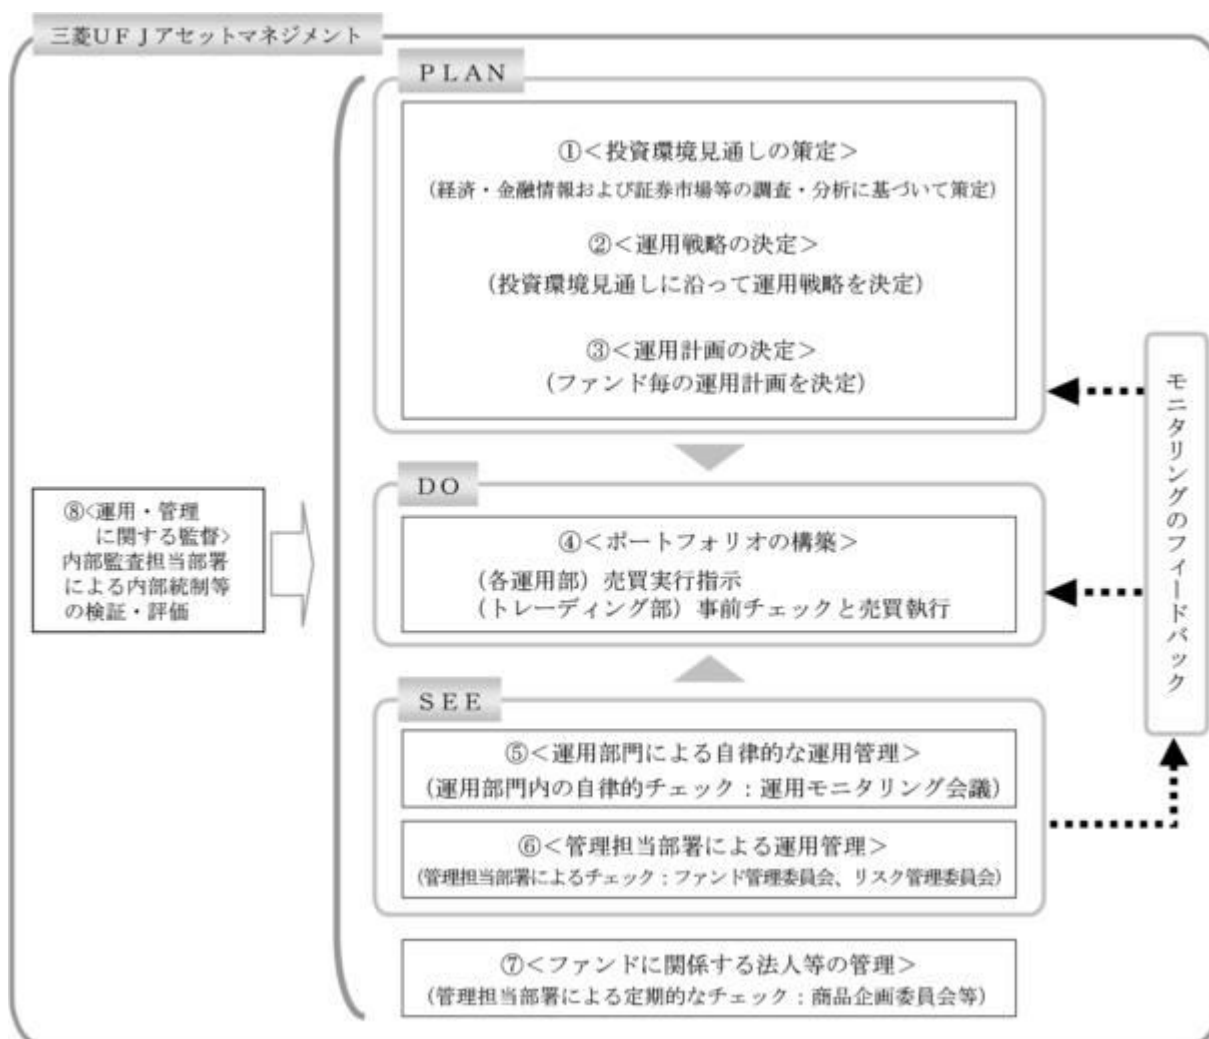 三菱UFJアセットマネジメント
PLAN
①<投資環境見通しの策定>
(経済・金融情報および証券市場等の調査・分析に基づいて策定)
②<運用戦略の決定>
(投資環境見通しに沿って運用戦略を決定)
③<運用計画の決定>
(ファンド毎の運用計画を決定)
DO
④<ポートフォリオの構築>
(各運用部)売買実行指示
(トレーディング部)事前チェックと売買執行
SEE
⑤<運用部門による自律的な運用管理>
(運用部門内の自律的チェック:運用モニタリング会議)
⑥<管理担当部署による運用管理>
(管理担当部署によるチェック:ファンド管理委員会、リスク管理委員会)
⑦<ファンドに関係する法人等の管理>
(管理担当部署による定期的なチェック:商品企画委員会等)
⑧<運用・管理
に関する監督>
内部監査担当部署
による内部統制等
の検証・評価
モニタリングのフィードバック